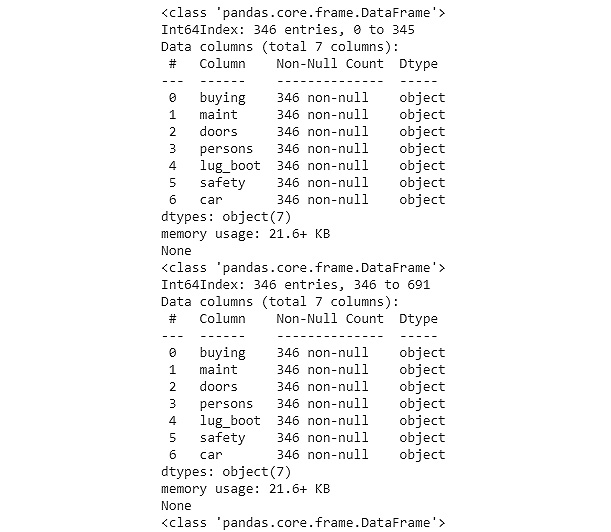 <class 'pandas.core.frame.DataFrame'>
Int64Index: 346 entries, 0 to 345
Data columns (total 7 columns):
 #   Column    Non-Null Count  Dtype
---  ------    --------------  -----
 0   buying    346 non-null    object
 1   maint     346 non-null    object
 2   doors     346 non-null    object
 3   persons   346 non-null    object
 4   lug_boot  346 non-null    object
 5   safety    346 non-null    object
 6   car       346 non-null    object
dtypes: object(7)
memory usage: 21.6+ KB
None
<class 'pandas.core.frame.DataFrame'>
Int64Index: 346 entries, 346 to 691
Data columns (total 7 columns):
 #   Column    Non-Null Count  Dtype
---  ------    --------------  -----
 0   buying    346 non-null    object
 1   maint     346 non-null    object
 2   doors     346 non-null    object
 3   persons   346 non-null    object
 4   lug_boot  346 non-null    object
 5   safety    346 non-null    object
 6   car       346 non-null    object
dtypes: object(7)
memory usage: 21.6+ KB
None
<class 'pandas.core.frame.DataFrame'>